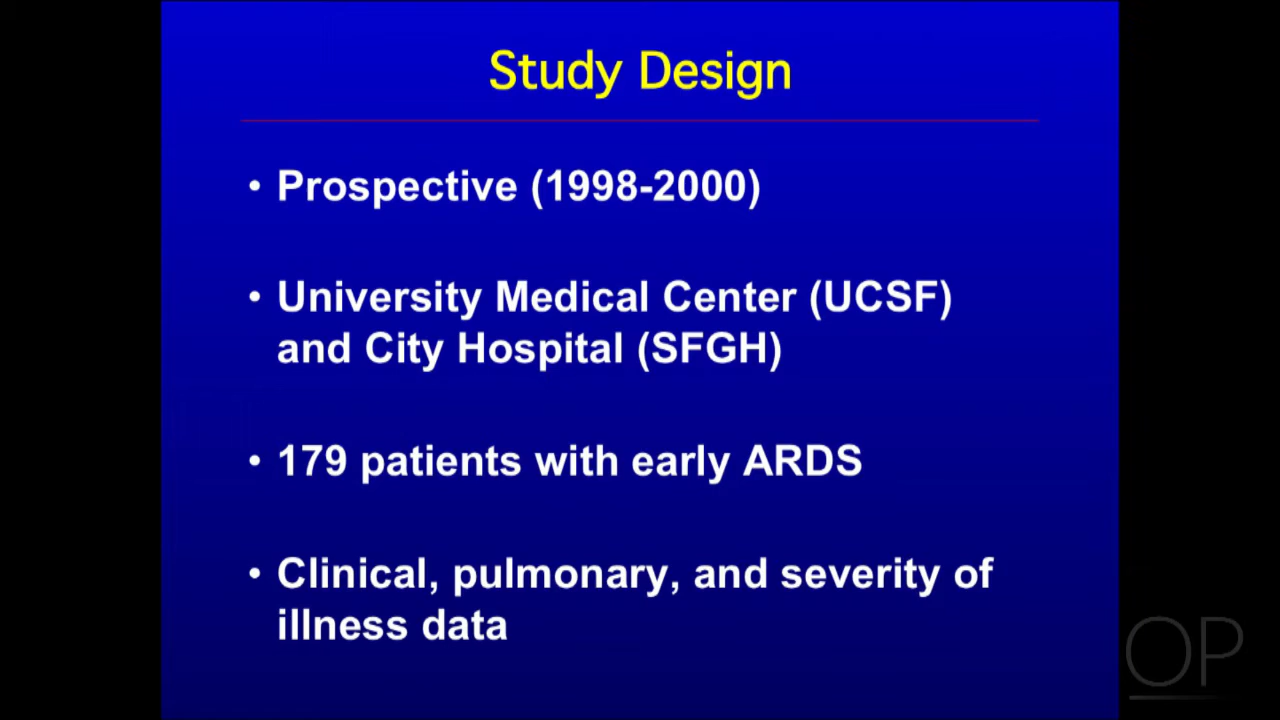 Study Design
• Prospective (1998-2000)
• University Medical Center (UCSF)
and City Hospital (SFGH)
• 179 patients with early ARDS
• Clinical, pulmonary, and severity of
illness data
OP